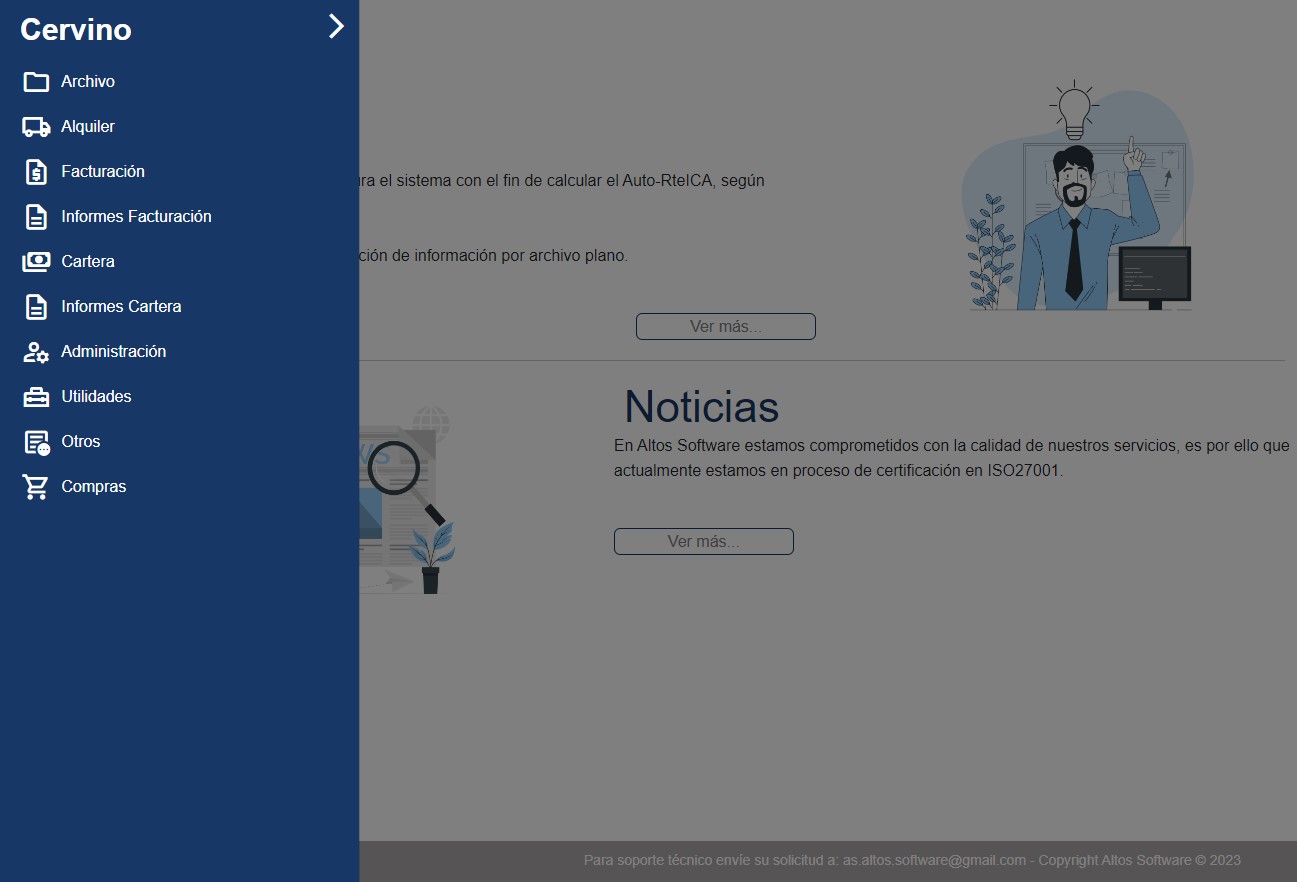 Cervino
Archivo
Alquiler
Facturación
Informes Facturación
Cartera
Informes Cartera
Administración
Utilidades
Otros
Compras
ra el sistema con el fin de calcular el Auto-RteICA, según
ción de información por archivo plano.
Ver más...
Noticias
En Altos Software estamos comprometidos con la calidad de nuestros servicios, es por ello que
actualmente estamos en proceso de certificación en ISO27001.
Ver más...
Para soporte técnico envíe su solicitud a: as.altos.software@gmail.com - Copyright Altos Software © 2023